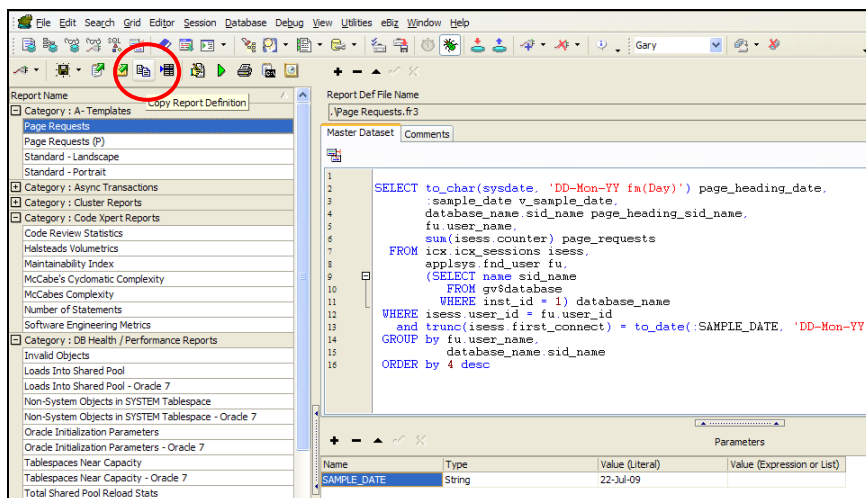 File Edit Search Grid Editor Session Database Debug View Utilities eBiz Window Help
SQL
Gary
Report Name
Copy Report Definition
Category : A- Templates
Page Requests
Page Requests (P)
Standard - Landscape
Standard - Portrait
Category : Async Transactions
Category : Cluster Reports
Category : Code Xpert Reports
Code Review Statistics
Halsteads Volumetrics
Maintainability Index
McCabe's Cyclomatic Complexity
McCabes Complexity
Number of Statements
Software Engineering Metrics
Category : DB Health / Performance Reports
Invalid Objects
Loads Into Shared Pool
Loads Into Shared Pool - Oracle 7
Non-System Objects in SYSTEM Tablespace
Non-System Objects in SYSTEM Tablespace - Oracle 7
Oracle Initialization Parameters
Oracle Initialization Parameters - Oracle 7
Tablespaces Near Capacity
Tablespaces Near Capacity - Oracle 7
Total Shared Pool Reload Stats
Report Def File Name
.\Page Requests.fr3
Master Dataset Comments
1
2 SELECT to_char(sysdate, 'DD-Mon-YY fm(Day)') page_heading_date,
3 :sample_date v_sample_date,
4 database_name.sid_name page_heading_sid_name,
5 fu.user_name,
6 sum(isess.counter) page_requests
7 FROM icx.icx_sessions isess,
8 applsys.fnd_user fu,
9 (SELECT name sid_name
10 FROM gv$database
11 WHERE inst_id = 1) database_name
12 WHERE isess.user_id = fu.user_id
13 and trunc(isess.first_connect) = to_date(:SAMPLE_DATE, 'DD-Mon-YY
14 GROUP by fu.user_name,
15 database_name.sid_name
16 ORDER by 4 desc
Parameters
Name Type Value (Literal) Value (Expression or List)
SAMPLE_DATE String 22-Jul-09